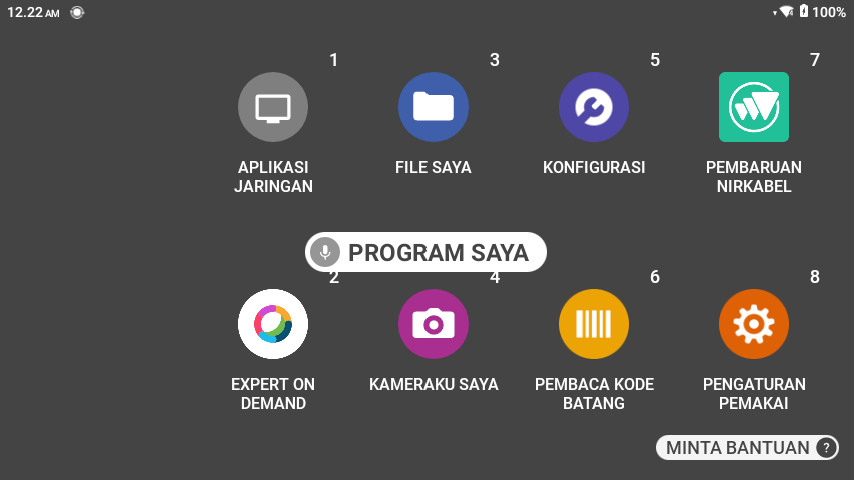 12.22 AM
100%
1
3
5
7
APLIKASI
JARINGAN
FILE SAYA
KONFIGURASI
PEMBARUAN
NIRKABEL
PROGRAM SAYA
2
4
6
8
EXPERT ON
DEMAND
KAMERAKU SAYA
PEMBACA KODE
BATANG
PENGATURAN
PEMAKAI
MINTA BANTUAN ?